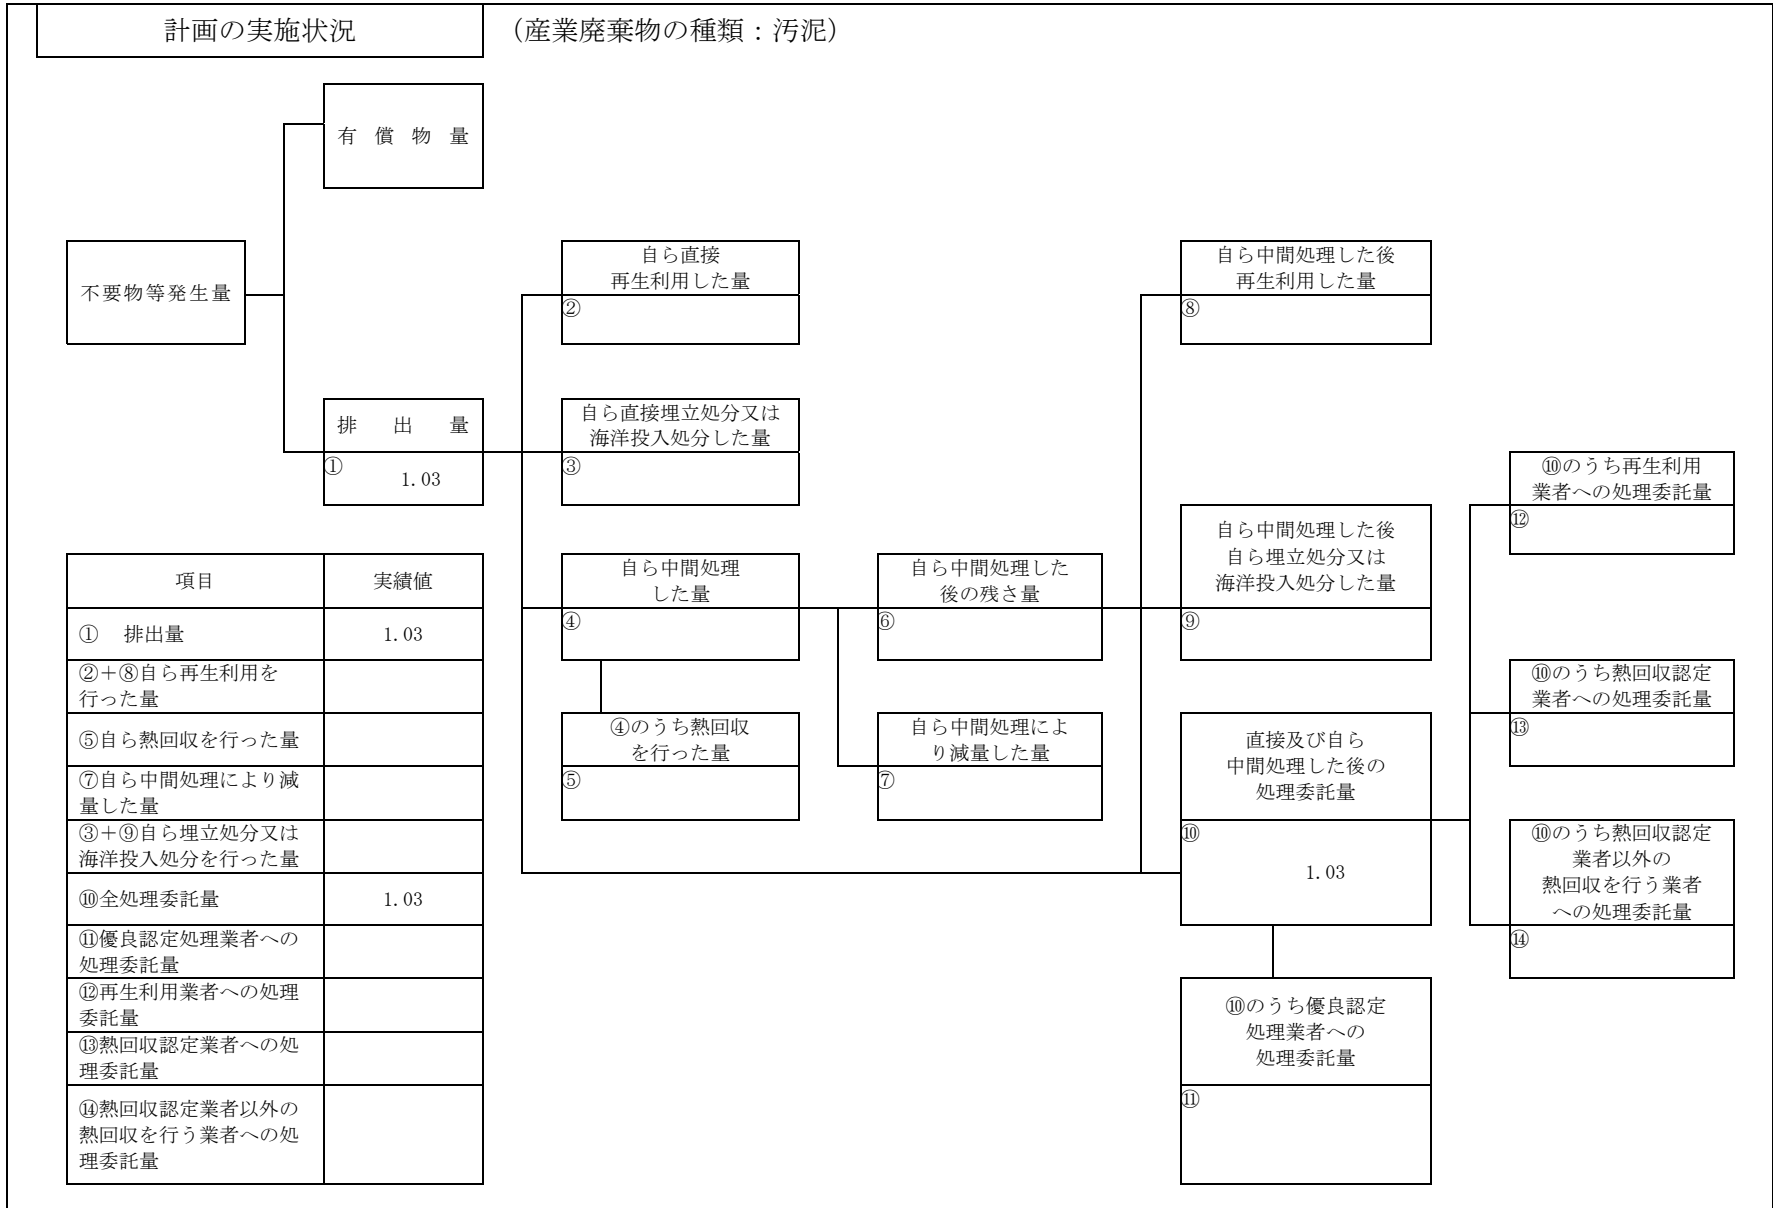 計画の実施状況
（産業廃棄物の種類：汚泥）
有償物量
不要物等発生量
自ら直接
再生利用した量
②
自ら中間処理した後
再生利用した量
⑧
排出量
①
1.03
自ら直接埋立処分又は
海洋投入処分した量
③
⑩のうち再生利用
業者への処理委託量
⑫
自ら中間処理
した量
④
自ら中間処理した
後の残さ量
⑥
自ら中間処理した後
自ら埋立処分又は
海洋投入処分した量
⑨
④のうち熱回収
を行った量
⑤
自ら中間処理によ
り減量した量
⑦
直接及び自ら
中間処理した後の
処理委託量
⑩
1.03
⑩のうち熱回収認定
業者への処理委託量
⑬
⑩のうち熱回収認定
業者以外の
熱回収を行う業者
への処理委託量
⑭
⑩のうち優良認定
処理業者への
処理委託量
⑪
項目 実績値
① 排出量 1.03
②＋⑧自ら再生利用を
行った量
⑤自ら熱回収を行った量
⑦自ら中間処理により減
量した量
③＋⑨自ら埋立処分又は
海洋投入処分を行った量
⑩全処理委託量 1.03
⑪優良認定処理業者への
処理委託量
⑫再生利用業者への処理
委託量
⑬熱回収認定業者への処
理委託量
⑭熱回収認定業者以外の
熱回収を行う業者への処
理委託量